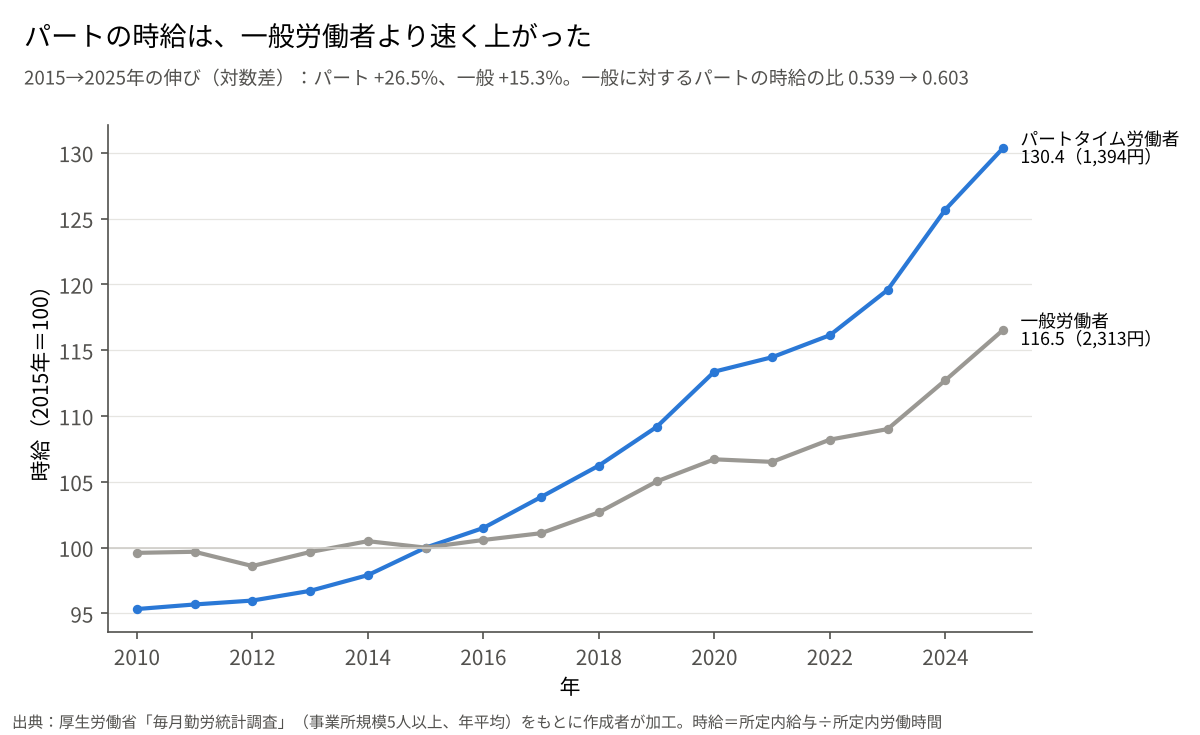 パートの時給は、一般労働者より速く上がった
2015→2025年の伸び（対数差）：パート +26.5%、一般 +15.3%。一般に対するパートの時給の比 0.539 → 0.603
パートタイム労働者
130.4（1,394円）
一般労働者
116.5（2,313円）
時給（2015年＝100）
130
125
120
115
110
105
100
95
2010 2012 2014 2016 2018 2020 2022 2024
年
出典：厚生労働省「毎月勤労統計調査」（事業所規模5人以上、年平均）をもとに作成者が加工。時給＝所定内給与÷所定内労働時間